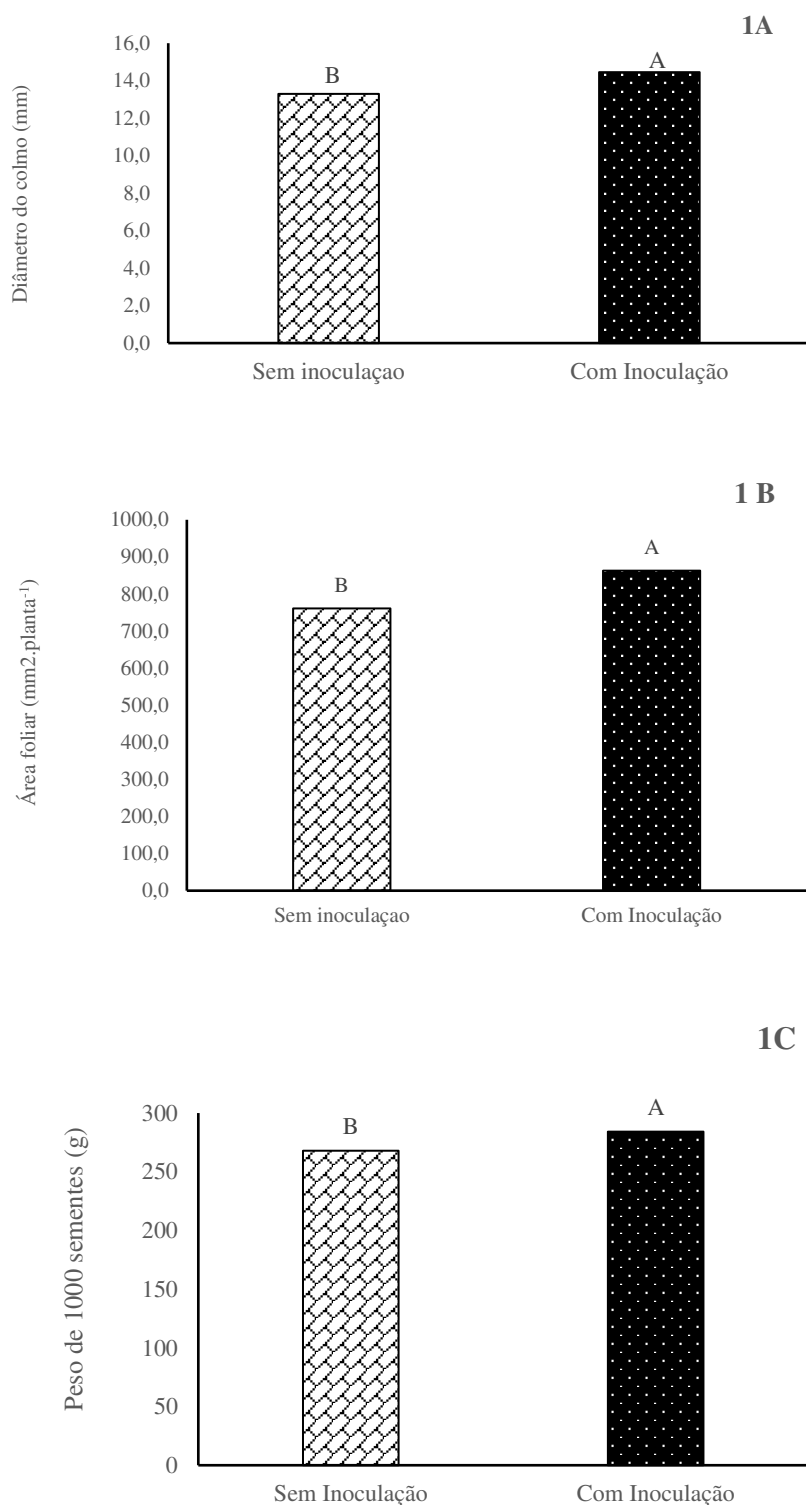 1A
Diâmetro do colmo (mm)
16,0
14,0
12,0
10,0
8,0
6,0
4,0
2,0
0,0
B
A
Sem inoculaçao
Com Inoculação
1 B
Área foliar (mm2.planta⁻¹)
1000,0
900,0
800,0
700,0
600,0
500,0
400,0
300,0
200,0
100,0
0,0
B
A
Sem inoculaçao
Com Inoculação
1C
Peso de 1000 sementes (g)
300
250
200
150
100
50
0
B
A
Sem Inoculação
Com Inoculação